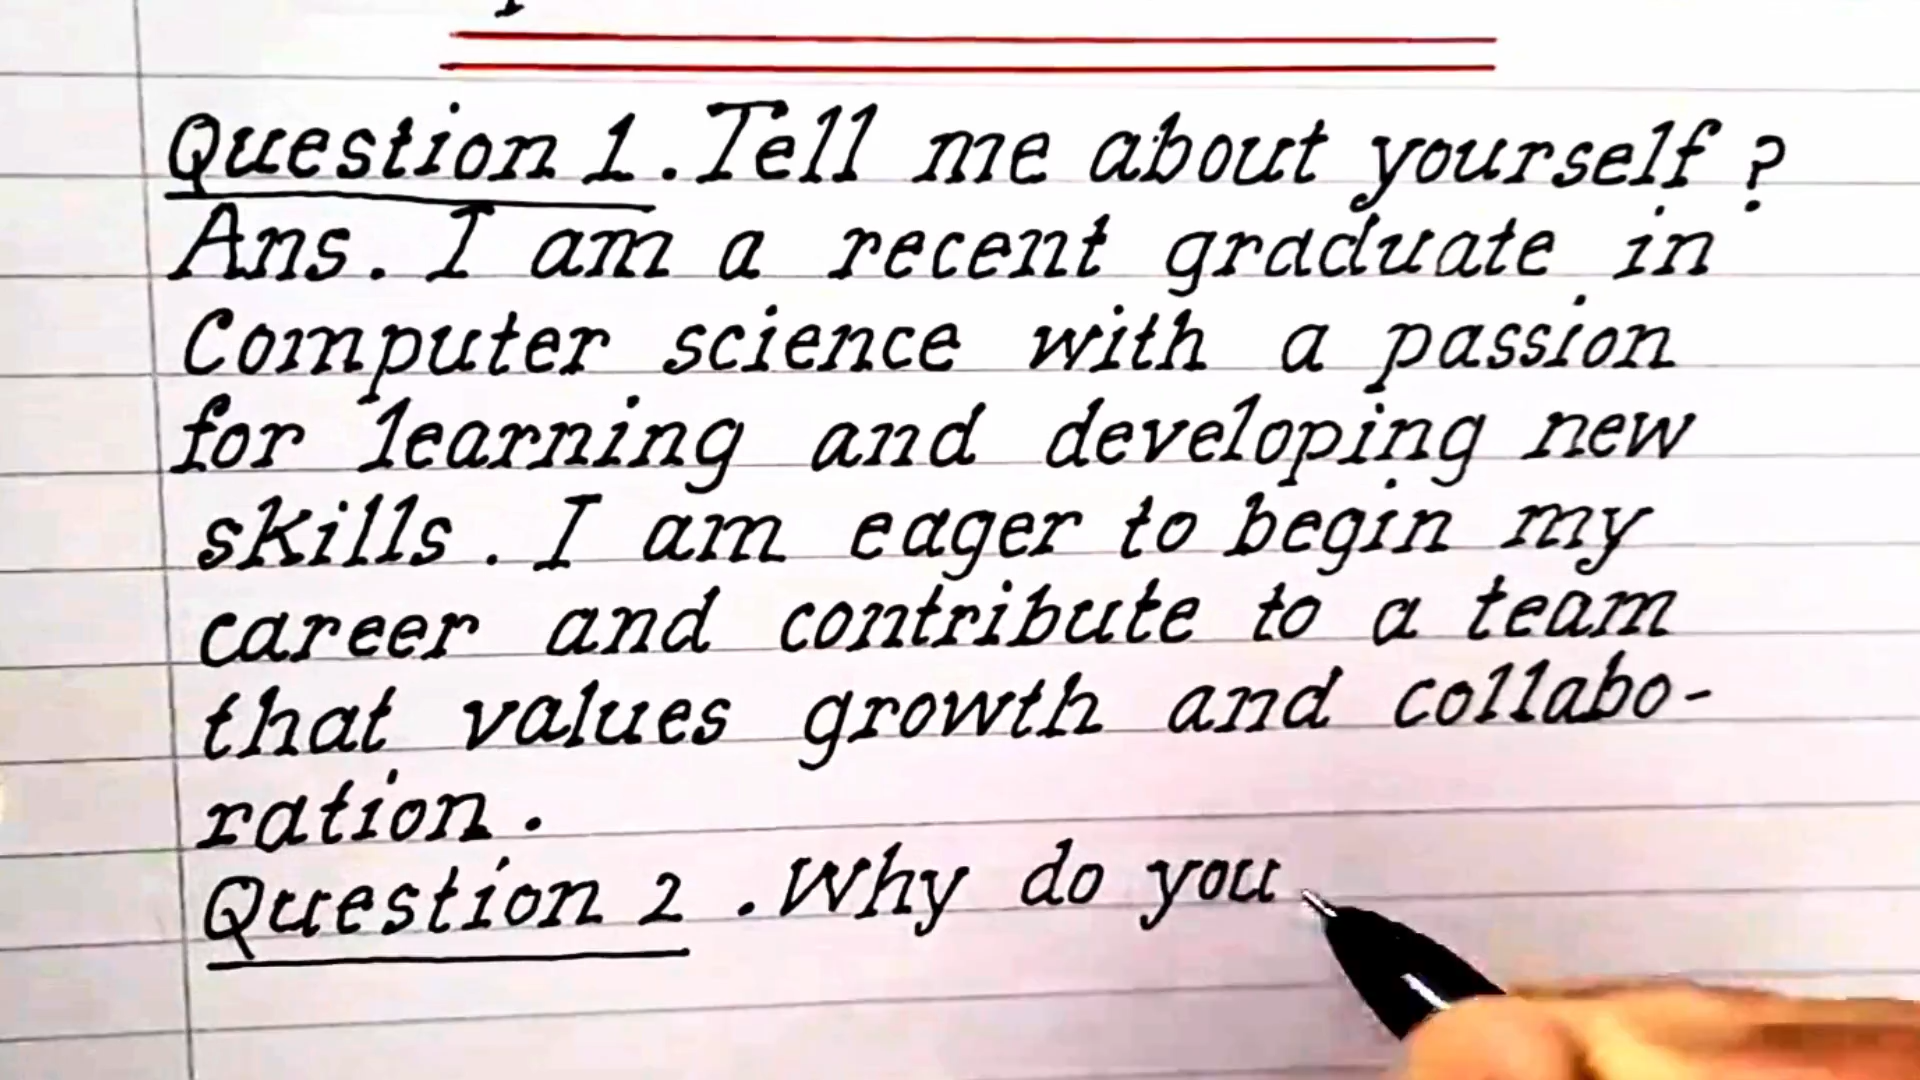 Question 1. Tell me about yourself?
Ans. I am a recent graduate in
Computer science with a passion
for learning and developing new
skills. I am eager to begin my
career and contribute to a team
that values growth and collabo-
ration.
Question 2. Why do you